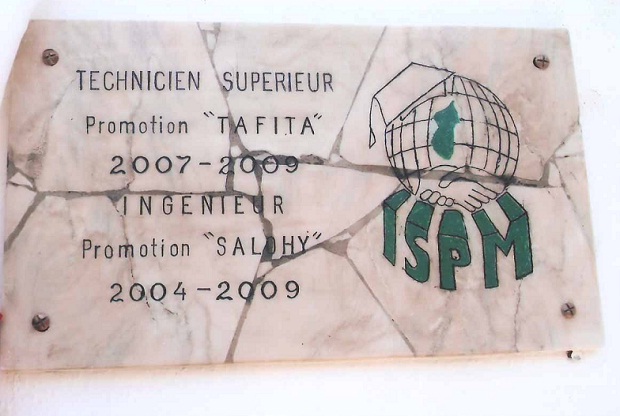 TECHNICIEN SUPERIEUR
Promotion "TAFITA"
2007-2009
INGENIEUR
Promotion "SALOHY"
2004-2009
ISPM